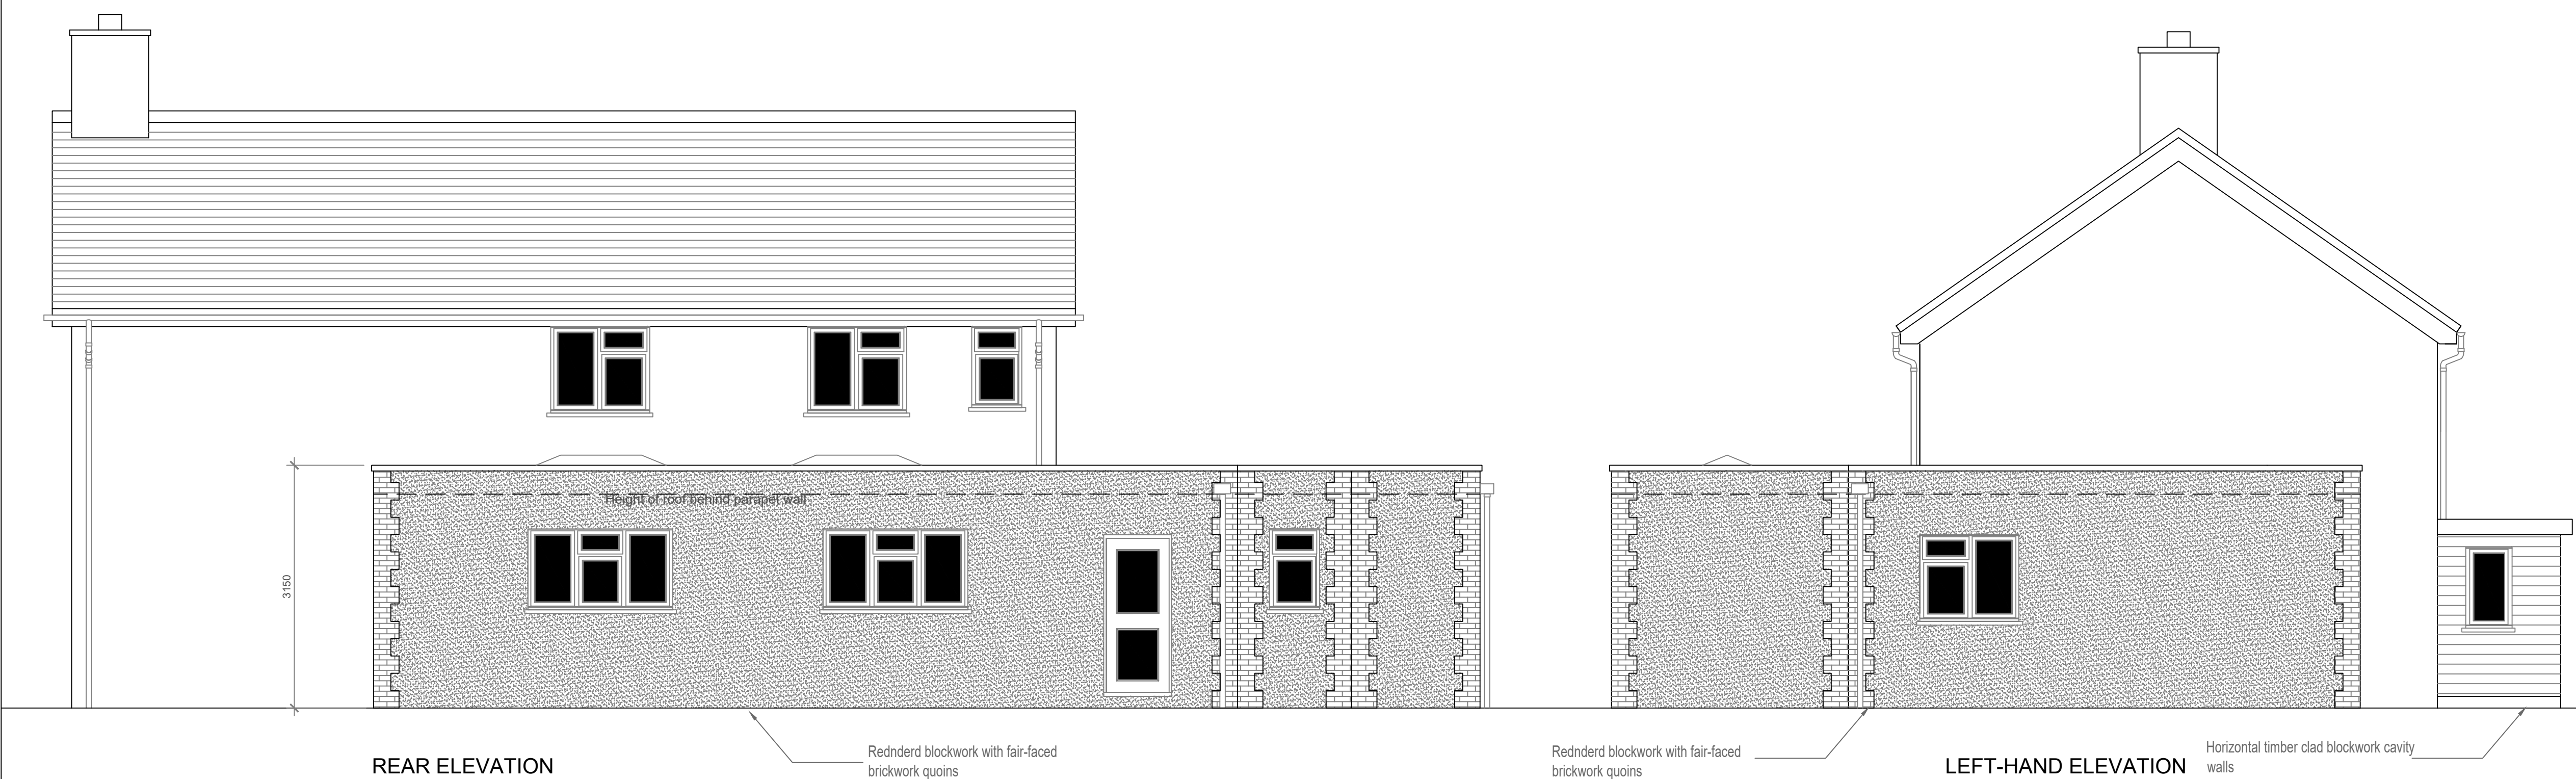 Height of roof behind parapet wall
3150
REAR ELEVATION
Rednderd blockwork with fair-faced
brickwork quoins
Rednderd blockwork with fair-faced
brickwork quoins
LEFT-HAND ELEVATION
Horizontal timber clad blockwork cavity
walls